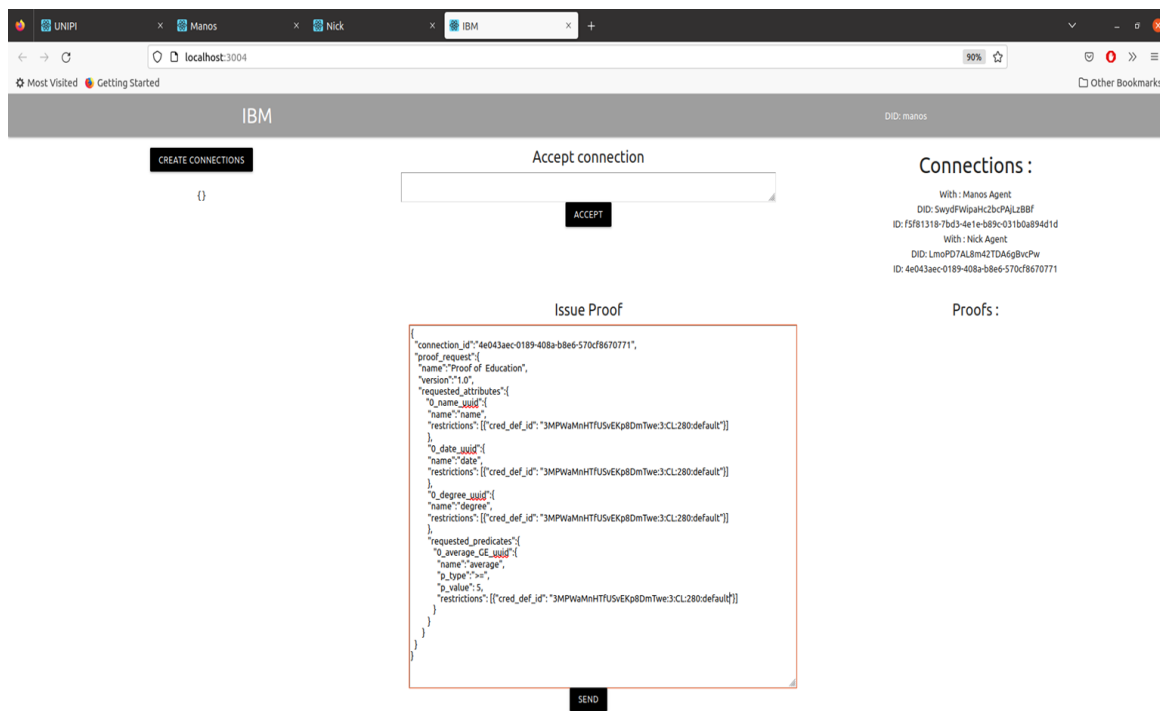 UNIPI
Manos
Nick
IBM
localhost:3004
90%
Most Visited
Getting Started
Other Bookmarks
IBM
DID: manos
CREATE CONNECTIONS
{}
Accept connection
ACCEPT
Connections :
With : Manos Agent
DID: SwydFWipaHc2bcPAjLzBBf
ID: f5f81318-7bd3-4e1e-b89c-031b0a894d1d
With : Nick Agent
DID: LmoPD7AL8m42TDA6gBvcPw
ID: 4e043aec-0189-408a-b8e6-570cf8670771
Issue Proof
{
"connection_id":"4e043aec-0189-408a-b8e6-570cf8670771",
"proof_request":{
"name":"Proof of Education",
"version":"1.0",
"requested_attributes":{
"0_name_uuid":{
"name":"name",
"restrictions": [{"cred_def_id": "3MPWaMnHTfUSvEKp8DmTwe:3:CL:280:default"}]
},
"0_date_uuid":{
"name":"date",
"restrictions": [{"cred_def_id": "3MPWaMnHTfUSvEKp8DmTwe:3:CL:280:default"}]
},
"0_degree_uuid":{
"name":"degree",
"restrictions": [{"cred_def_id": "3MPWaMnHTfUSvEKp8DmTwe:3:CL:280:default"}]
},
"requested_predicates":{
"0_average_GE_uuid":{
"name":"average",
"p_type":">=",
"p_value": 5,
"restrictions": [{"cred_def_id": "3MPWaMnHTfUSvEKp8DmTwe:3:CL:280:default"}]
}
}
}
}
}
SEND
Proofs :